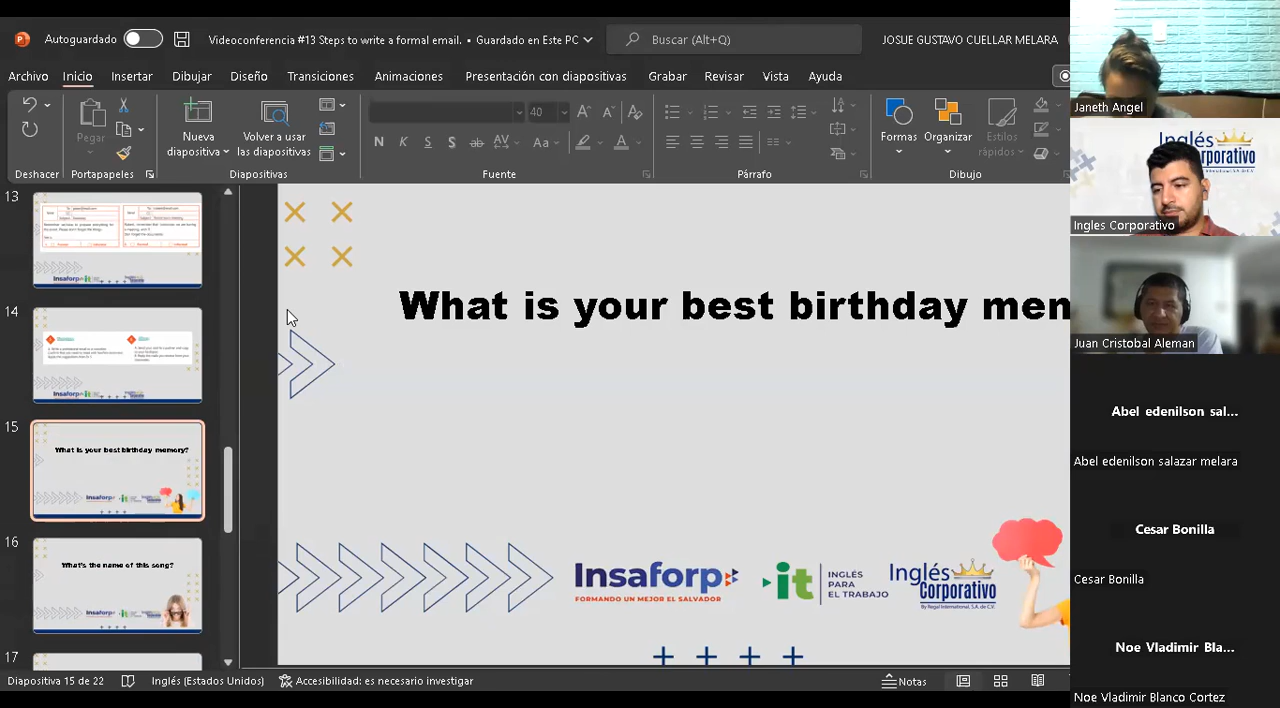 Autoguardado
Videoconferencia #13 Steps to write a formal E
PC
Buscar (Alt+Q)
JOSUE GUSTAVO CUELLAR MELARA
Archivo
Inicio
Insertar
Dibujar
Diseño
Transiciones
Animaciones
Presentación con diapositivas
Grabar
Revisar
Vista
Ayuda
Pegar
Nueva
diapositiva
Volver a usar
las diapositivas
40
N K S S ab AV Aa A
Formas
Organizar
Estilos
rápidos
Deshacer
Portapapeles
Diapositivas
Fuente
Párrafo
Dibujo
13
14
15
What is your best birthday memory?
16
What's the name of this song?
17
What is your best birthday mem
Insaforp
FORMANDO UN MEJOR EL SALVADOR
it
INGLÉS
PARA
EL TRABAJO
Inglés
Corporativo
By Regal International, S.A. de C.V.
Diapositiva 15 de 22
Inglés (Estados Unidos)
Accesibilidad: es necesario investigar
Notas
Janeth Angel
Inglés
Corporativo
Ingles Corporativo
Juan Cristobal Aleman
Abel edenilson sal...
Abel edenilson salazar melara
Cesar Bonilla
Cesar Bonilla
Noe Vladimir Bla...
Noe Vladimir Blanco Cortez